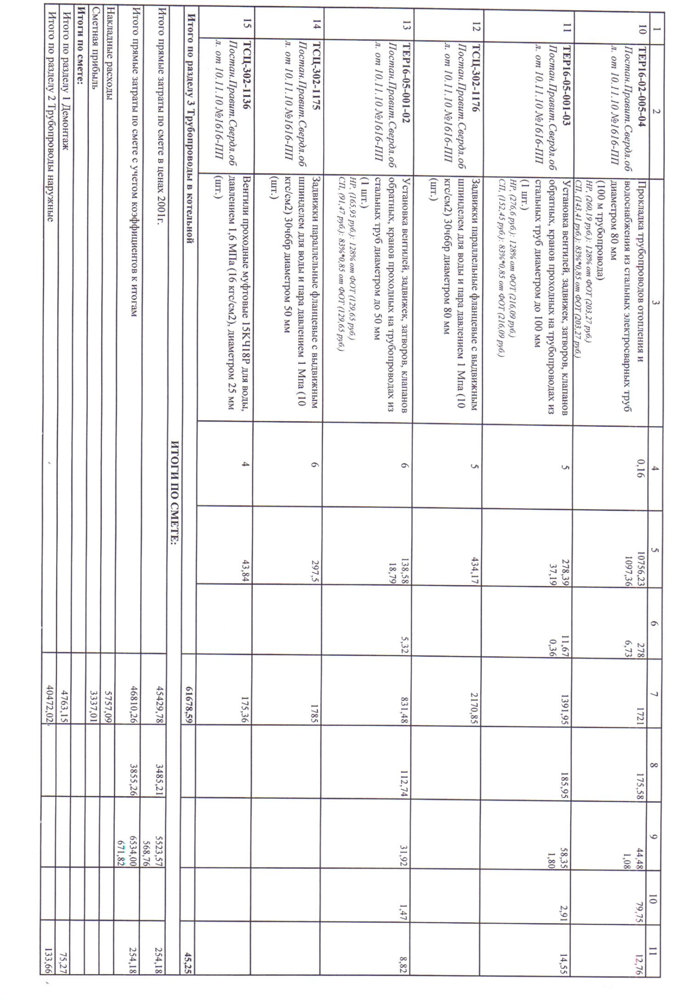 1 2 3 4 5 6 7 8 9 10 11
10 ТЕР16-02-005-04 Прокладка трубопроводов отопления и 0,16 10756,23 278 1721 175,58 44,48 79,75 12,76
Постан.Правит.Свердл.об водоснабжения из стальных электросварных труб 1097,36 6,73 1,08
л. от 10.11.10 №1616-ПП диаметром 80 мм
(100 м трубопровода)
НР, (260,19 руб.): 128% от ФОТ (203,27 руб.)
СП, (143,41 руб.): 83%*0,85 от ФОТ (203,27 руб.)
11 ТЕР16-05-001-03 Установка вентилей, задвижек, затворов, клапанов 5 278,39 11,67 1391,95 185,95 58,35 2,91 14,55
Постан.Правит.Свердл.об обратных, кранов проходных на трубопроводах из 37,19 0,36 1,80
л. от 10.11.10 №1616-ПП стальных труб диаметром до 100 мм
(1 шт.)
НР, (276,6 руб.): 128% от ФОТ (216,09 руб.)
СП, (152,45 руб.): 83%*0,85 от ФОТ (216,09 руб.)
12 ТСЦ-302-1176 Задвижки параллельные фланцевые с выдвижным 5 434,17 2170,85
Постан.Правит.Свердл.об шпинделем для воды и пара давлением 1 Мпа (10
л. от 10.11.10 №1616-ПП кгс/см2) 30ч6бр диаметром 80 мм
(шт.)
13 ТЕР16-05-001-02 Установка вентилей, задвижек, затворов, клапанов 6 138,58 5,32 831,48 112,74 31,92 1,47 8,82
Постан.Правит.Свердл.об обратных, кранов проходных на трубопроводах из 18,79
л. от 10.11.10 №1616-ПП стальных труб диаметром до 50 мм
(1 шт.)
НР, (165,95 руб.): 128% от ФОТ (129,65 руб.)
СП, (91,47 руб.): 83%*0,85 от ФОТ (129,65 руб.)
14 ТСЦ-302-1175 Задвижки параллельные фланцевые с выдвижным 6 297,5 1785
Постан.Правит.Свердл.об шпинделем для воды и пара давлением 1 Мпа (10
л. от 10.11.10 №1616-ПП кгс/см2) 30ч6бр диаметром 50 мм
(шт.)
15 ТСЦ-302-1136 Вентили проходные муфтовые 15КЧ18Р для воды, 4 43,84 175,36
Постан.Правит.Свердл.об давлением 1,6 МПа (16 кгс/см2), диаметром 25 мм
л. от 10.11.10 №1616-ПП (шт.)
Итого по разделу 3 Трубопроводы в котельной 61678,59 45,25
ИТОГИ ПО СМЕТЕ:
Итого прямые затраты по смете в ценах 2001г. 45429,78 3485,21 5523,57 254,18
568,76
Итого прямые затраты по смете с учетом коэффициентов к итогам 46810,26 3855,26 6534,00 254,18
671,82
Накладные расходы 5757,09
Сметная прибыль 3337,01
Итоги по смете:
Итого по разделу 1 Демонтаж 4763,15 75,27
Итого по разделу 2 Трубопроводы наружные 40472,02 133,66